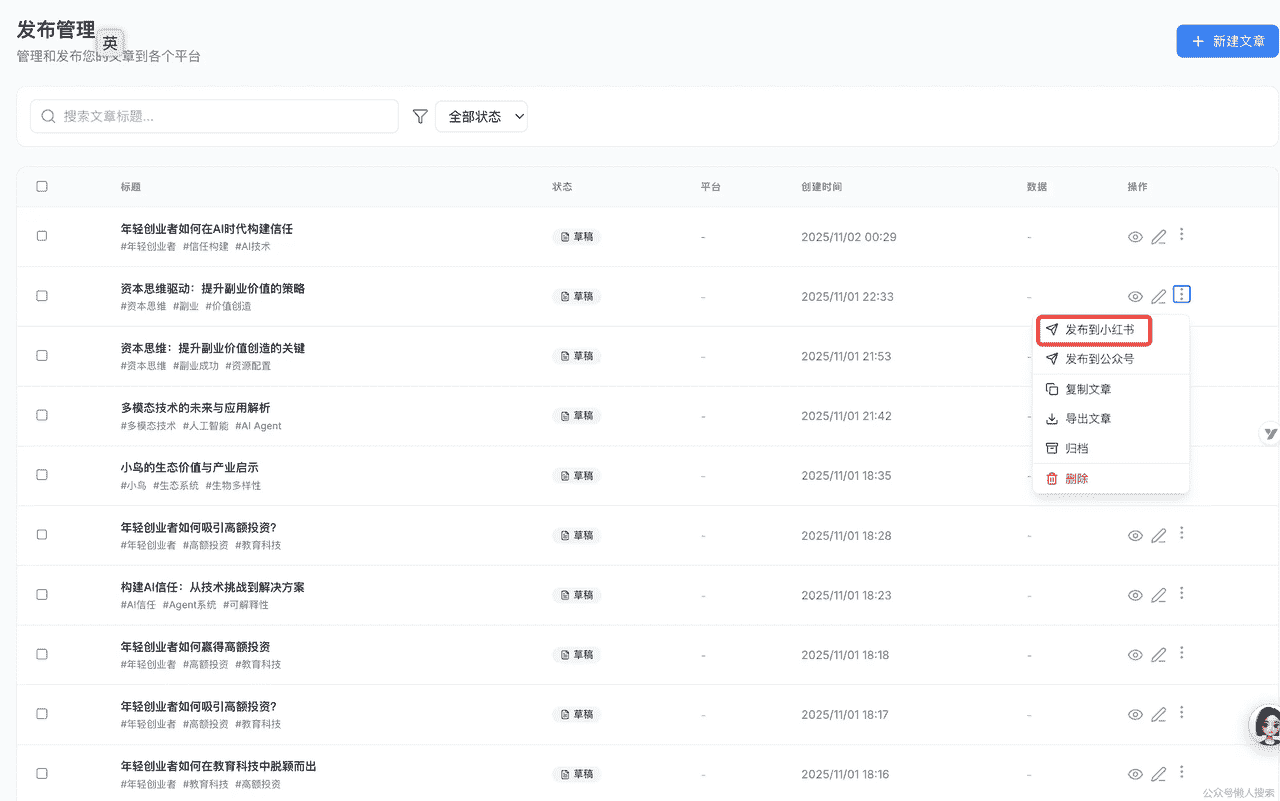 发布管理
英
管理和发布您的文章到各个平台
新建文章
搜索文章标题...
全部状态
标题 状态 平台 创建时间 数据 操作
年轻创业者如何在AI时代构建信任
#年轻创业者 #信任构建 #AI技术
草稿 - 2025/11/02 00:29 -
资本思维驱动：提升副业价值的策略
#资本思维 #副业 #价值创造
草稿 - 2025/11/01 22:33 -
发布到小红书
资本思维：提升副业价值创造的关键
#资本思维 #副业成功 #资源配置
草稿 - 2025/11/01 21:53 -
发布到公众号
复制文章
多模态技术的未来与应用解析
#多模态技术 #人工智能 #AI Agent
草稿 - 2025/11/01 21:42 -
导出文章
归档
小鸟的生态价值与产业启示
#小鸟 #生态系统 #生物多样性
草稿 - 2025/11/01 18:35 -
删除
年轻创业者如何吸引高额投资?
#年轻创业者 #高额投资 #教育科技
草稿 - 2025/11/01 18:28 -
构建AI信任：从技术挑战到解决方案
#AI信任 #Agent系统 #可解释性
草稿 - 2025/11/01 18:23 -
年轻创业者如何赢得高额投资
#年轻创业者 #高额投资 #教育科技
草稿 - 2025/11/01 18:18 -
年轻创业者如何吸引高额投资?
#年轻创业者 #高额投资 #教育科技
草稿 - 2025/11/01 18:17 -
年轻创业者如何在教育科技中脱颖而出
#年轻创业者 #教育科技 #高额投资
草稿 - 2025/11/01 18:16 -
公众号懒人搜索